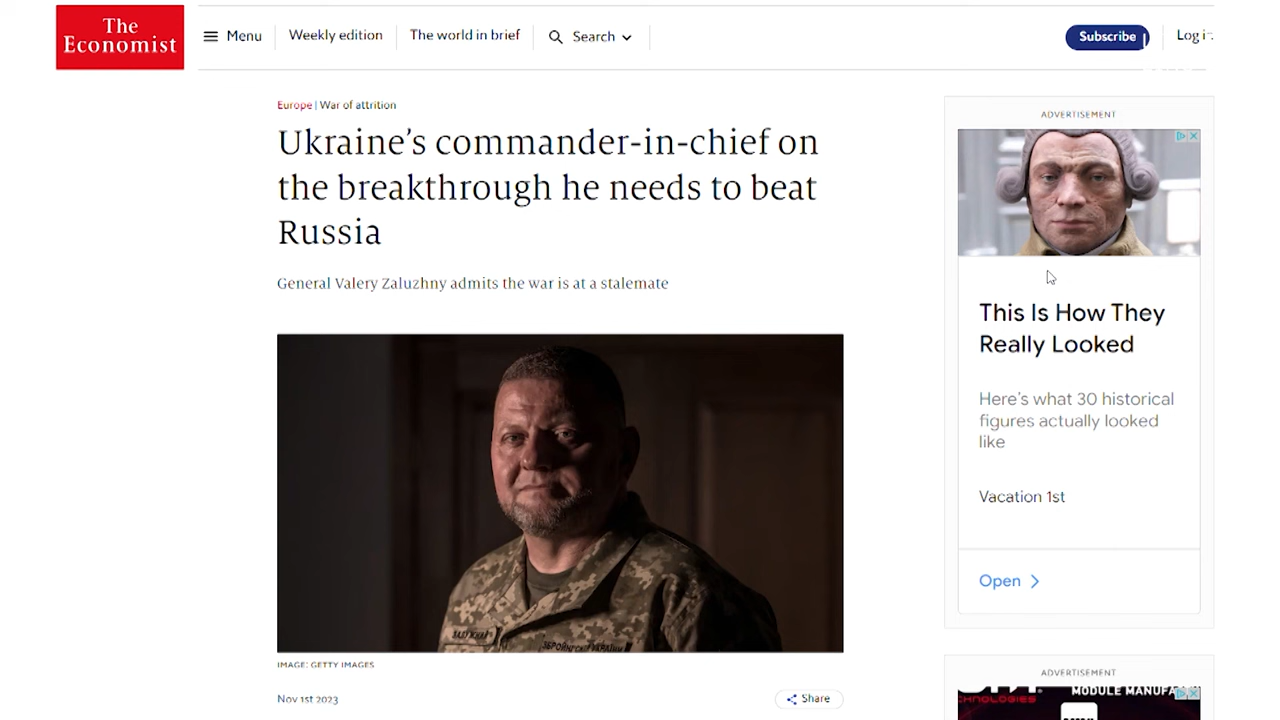 The
Economist
Menu
Weekly edition
The world in brief
Search
Subscribe
Europe | War of attrition
Ukraine’s commander-in-chief on
the breakthrough he needs to beat
Russia
General Valery Zaluzhny admits the war is at a stalemate
ЗАЛУЖНИЙ
IMAGE: GETTY IMAGES
Nov 1st 2023
Share
ADVERTISEMENT
This Is How They
Really Looked
Here’s what 30 historical
figures actually looked
like
Vacation 1st
Open
ADVERTISEMENT
MODULE